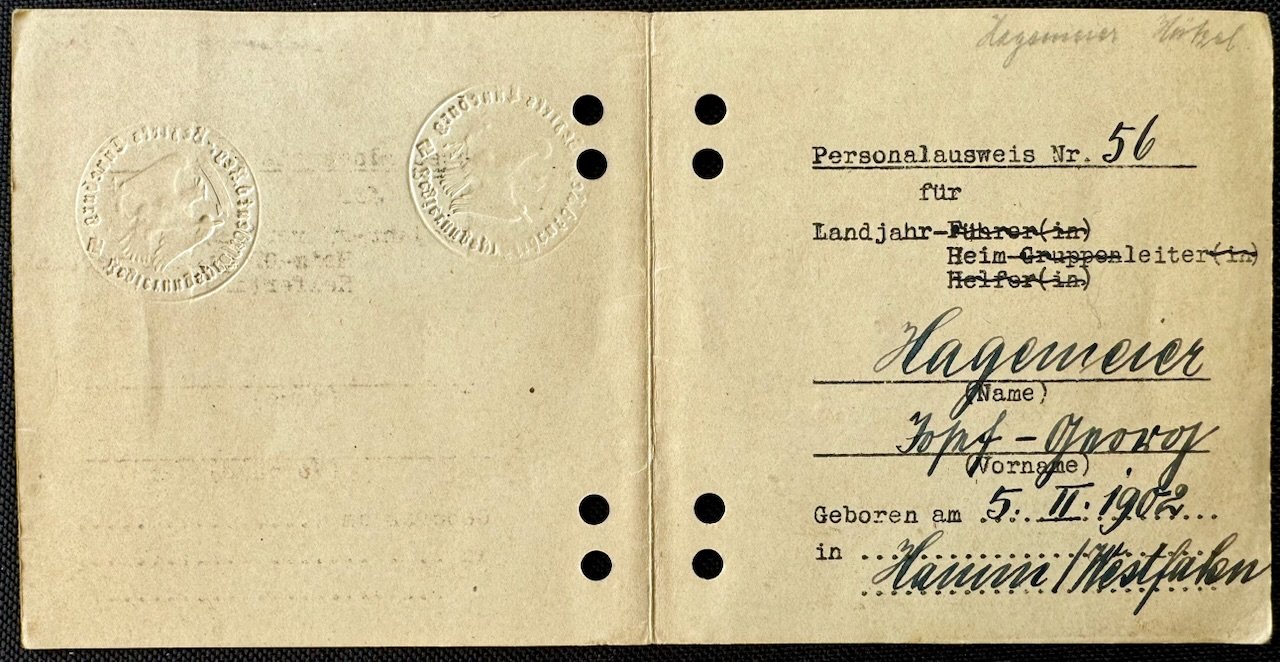 Hagemeier
Personalausweis Nr. 56
für
Landjahr-Führer(in)
Heim-Gruppenleiter(in)
Helfer(in)
Hagemeier
(Name)
Josef - Georg
(Vorname)
Geboren am 5. II. 1902
in Hamm / Westfalen